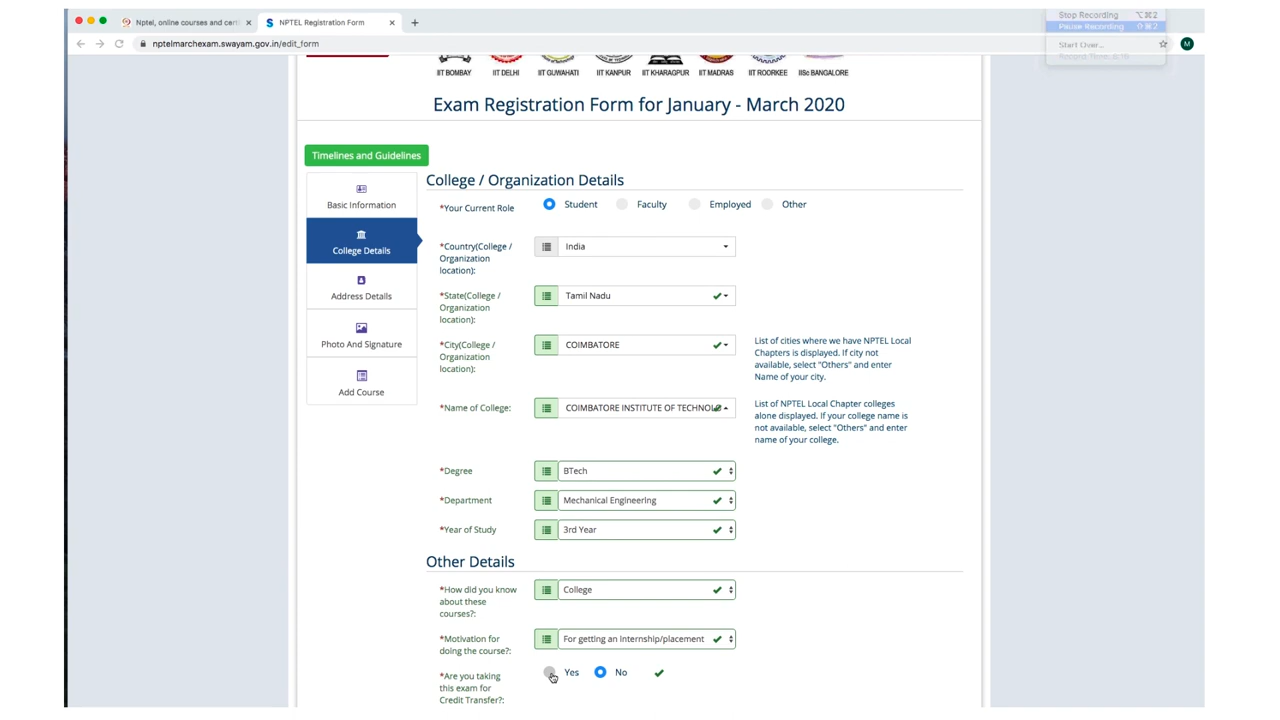 Stop Recording ⌥⌘2
Nptel, online courses and certi
NPTEL Registration Form
Pause Recording ⇧⌘2
nptelmarchexam.swayam.gov.in/edit_form
Start Over...
M
IIT BOMBAY IIT DELHI IIT GUWAHATI IIT KANPUR IIT KHARAGPUR IIT MADRAS IIT ROORKEE IISc BANGALORE
Exam Registration Form for January - March 2020
Timelines and Guidelines
Basic Information
College Details
Address Details
Photo And Signature
Add Course
College / Organization Details
*Your Current Role
Student Faculty Employed Other
*Country(College /
Organization
location):
India
*State(College /
Organization
location):
Tamil Nadu
*City(College /
Organization
location):
COIMBATORE
List of cities where we have NPTEL Local
Chapters is displayed. If city not
available, select "Others" and enter
Name of your city.
*Name of College:
COIMBATORE INSTITUTE OF TECHNOLO
List of NPTEL Local Chapter colleges
alone displayed. If your college name is
not available, select "Others" and enter
name of your college.
*Degree
BTech
*Department
Mechanical Engineering
*Year of Study
3rd Year
Other Details
*How did you know
about these
courses?:
College
*Motivation for
doing the course?:
For getting an Internship/placement
*Are you taking
this exam for
Credit Transfer?:
Yes No